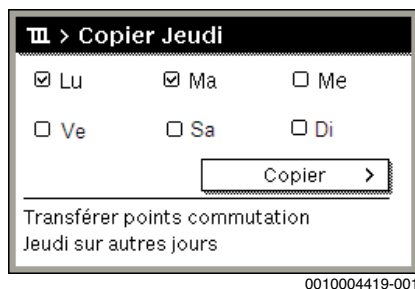 > Copier Jeudi
Lu Ma Me
Ve Sa Di
Copier >
Transférer points commutation
Jeudi sur autres jours
0010004419-001